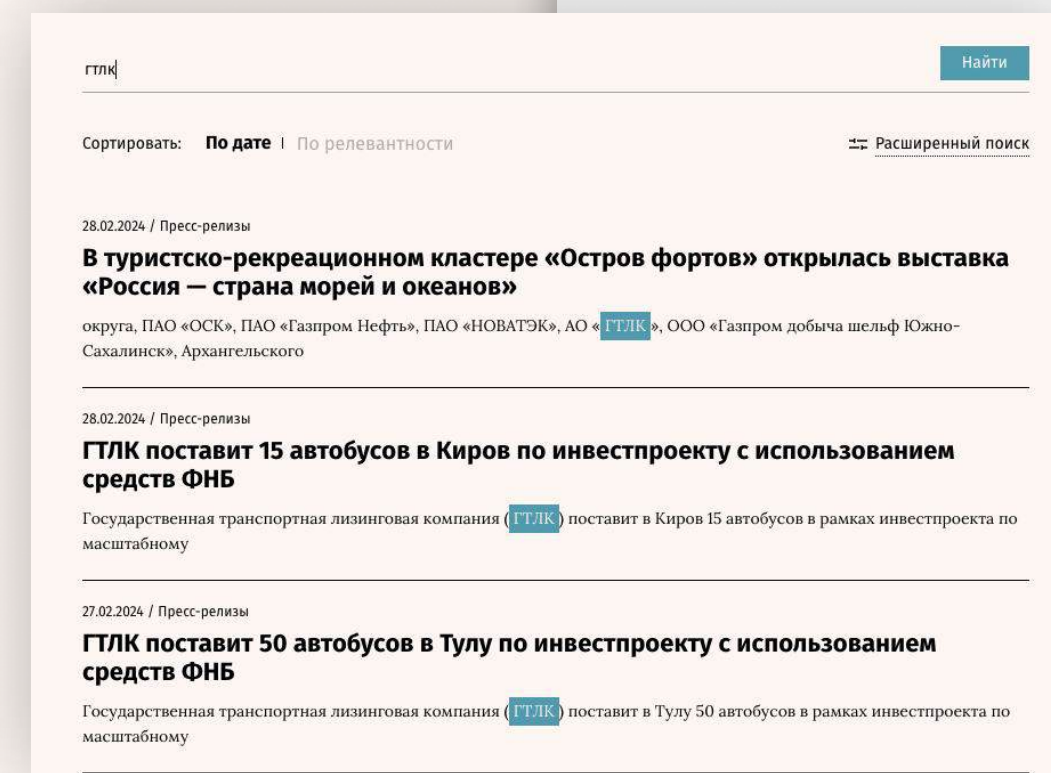 гтлк
Найти
Сортировать: По дате | По релевантности
Расширенный поиск
28.02.2024 / Пресс-релизы
В туристско-рекреационном кластере «Остров фортов» открылась выставка
«Россия — страна морей и океанов»
округа, ПАО «ОСК», ПАО «Газпром Нефть», ПАО «НОВАТЭК», АО « ГТЛК », ООО «Газпром добыча шельф Южно-
Сахалинск», Архангельского
28.02.2024 / Пресс-релизы
ГТЛК поставит 15 автобусов в Киров по инвестпроекту с использованием
средств ФНБ
Государственная транспортная лизинговая компания ( ГТЛК ) поставит в Киров 15 автобусов в рамках инвестпроекта по
масштабному
27.02.2024 / Пресс-релизы
ГТЛК поставит 50 автобусов в Тулу по инвестпроекту с использованием
средств ФНБ
Государственная транспортная лизинговая компания ( ГТЛК ) поставит в Тулу 50 автобусов в рамках инвестпроекта по
масштабному